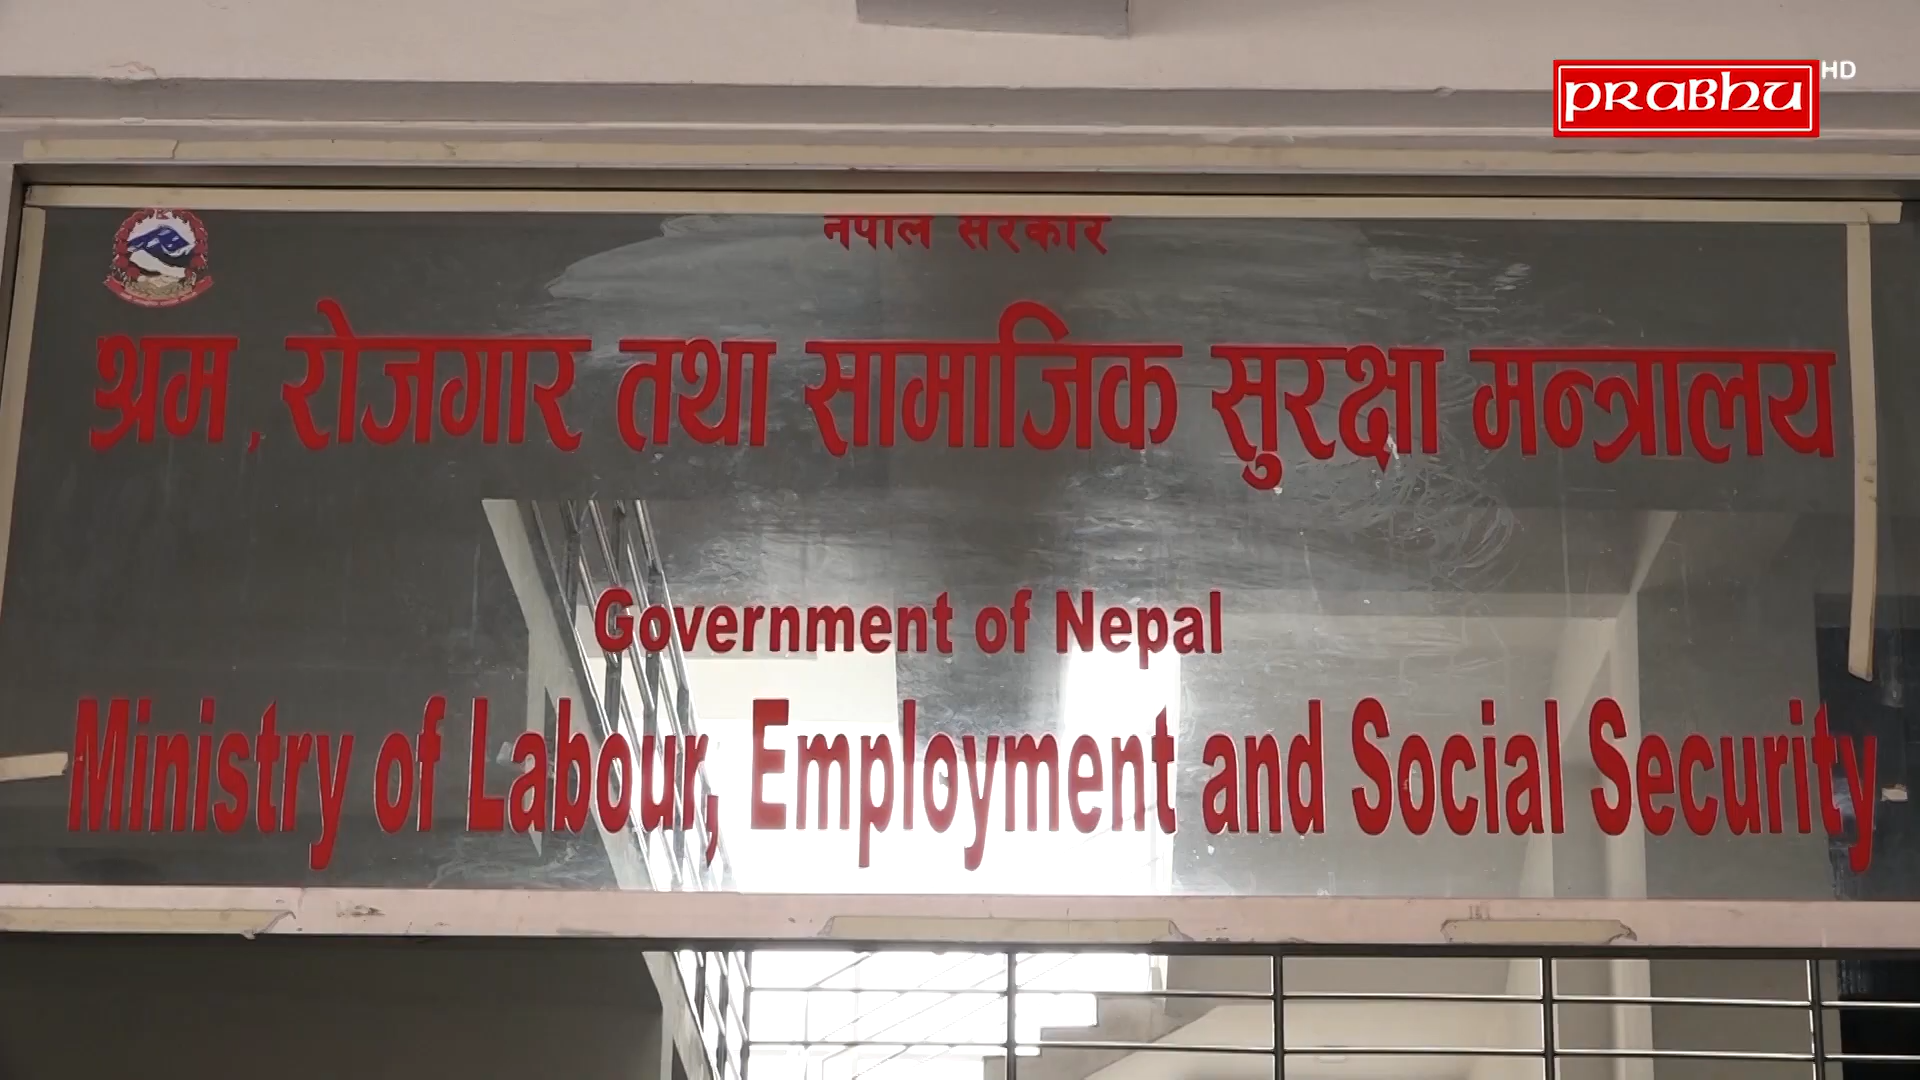 PRABHU HD
नेपाल सरकार
श्रम, रोजगार तथा सामाजिक सुरक्षा मन्त्रालय
Government of Nepal
Ministry of Labour, Employment and Social Security